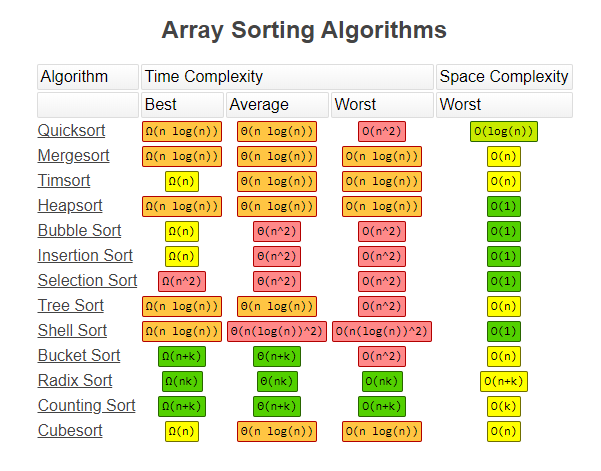 Array Sorting Algorithms
Algorithm Time Complexity Space Complexity
Best Average Worst Worst
Quicksort Ω(n log(n)) Θ(n log(n)) O(n^2) O(log(n))
Mergesort Ω(n log(n)) Θ(n log(n)) O(n log(n)) O(n)
Timsort Ω(n) Θ(n log(n)) O(n log(n)) O(n)
Heapsort Ω(n log(n)) Θ(n log(n)) O(n log(n)) O(1)
Bubble Sort Ω(n) Θ(n^2) O(n^2) O(1)
Insertion Sort Ω(n) Θ(n^2) O(n^2) O(1)
Selection Sort Ω(n^2) Θ(n^2) O(n^2) O(1)
Tree Sort Ω(n log(n)) Θ(n log(n)) O(n^2) O(n)
Shell Sort Ω(n log(n)) Θ(n(log(n))^2) O(n(log(n))^2) O(1)
Bucket Sort Ω(n+k) Θ(n+k) O(n^2) O(n)
Radix Sort Ω(nk) Θ(nk) O(nk) O(n+k)
Counting Sort Ω(n+k) Θ(n+k) O(n+k) O(k)
Cubesort Ω(n) Θ(n log(n)) O(n log(n)) O(n)